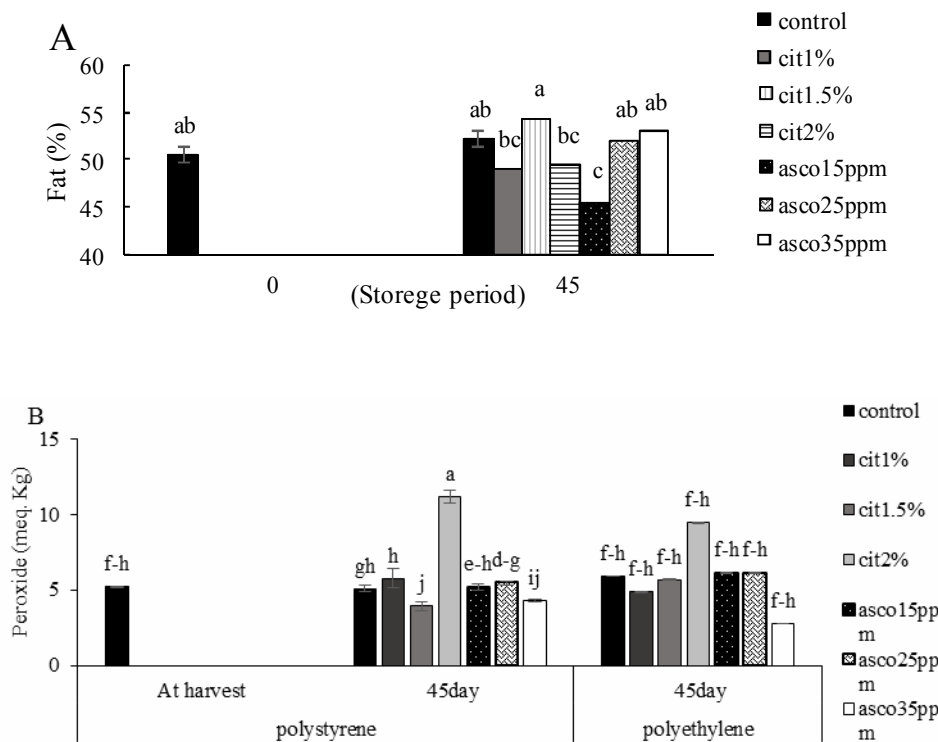 A
control
cit1%
cit1.5%
cit2%
asco15ppm
asco25ppm
asco35ppm
Fat (%)
60
55
50
45
40
ab
ab
bc
a
bc
c
ab
ab
0
45
(Storege period)
B
control
cit1%
cit1.5%
cit2%
asco15pp
m
asco25pp
m
asco35pp
m
Peroxide (meq. Kg)
15
10
5
0
f-h
gh
h
j
a
e-h
d-g
ij
f-h
f-h
f-h
f-h
f-h
f-h
f-h
At harvest
45day
45day
polystyrene
polyethylene